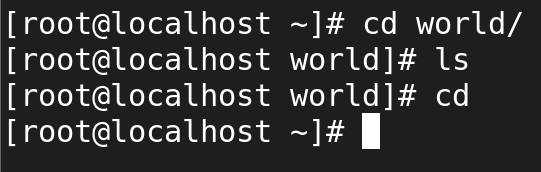 [root@localhost ~]# cd world/
[root@localhost world]# ls
[root@localhost world]# cd
[root@localhost ~]#